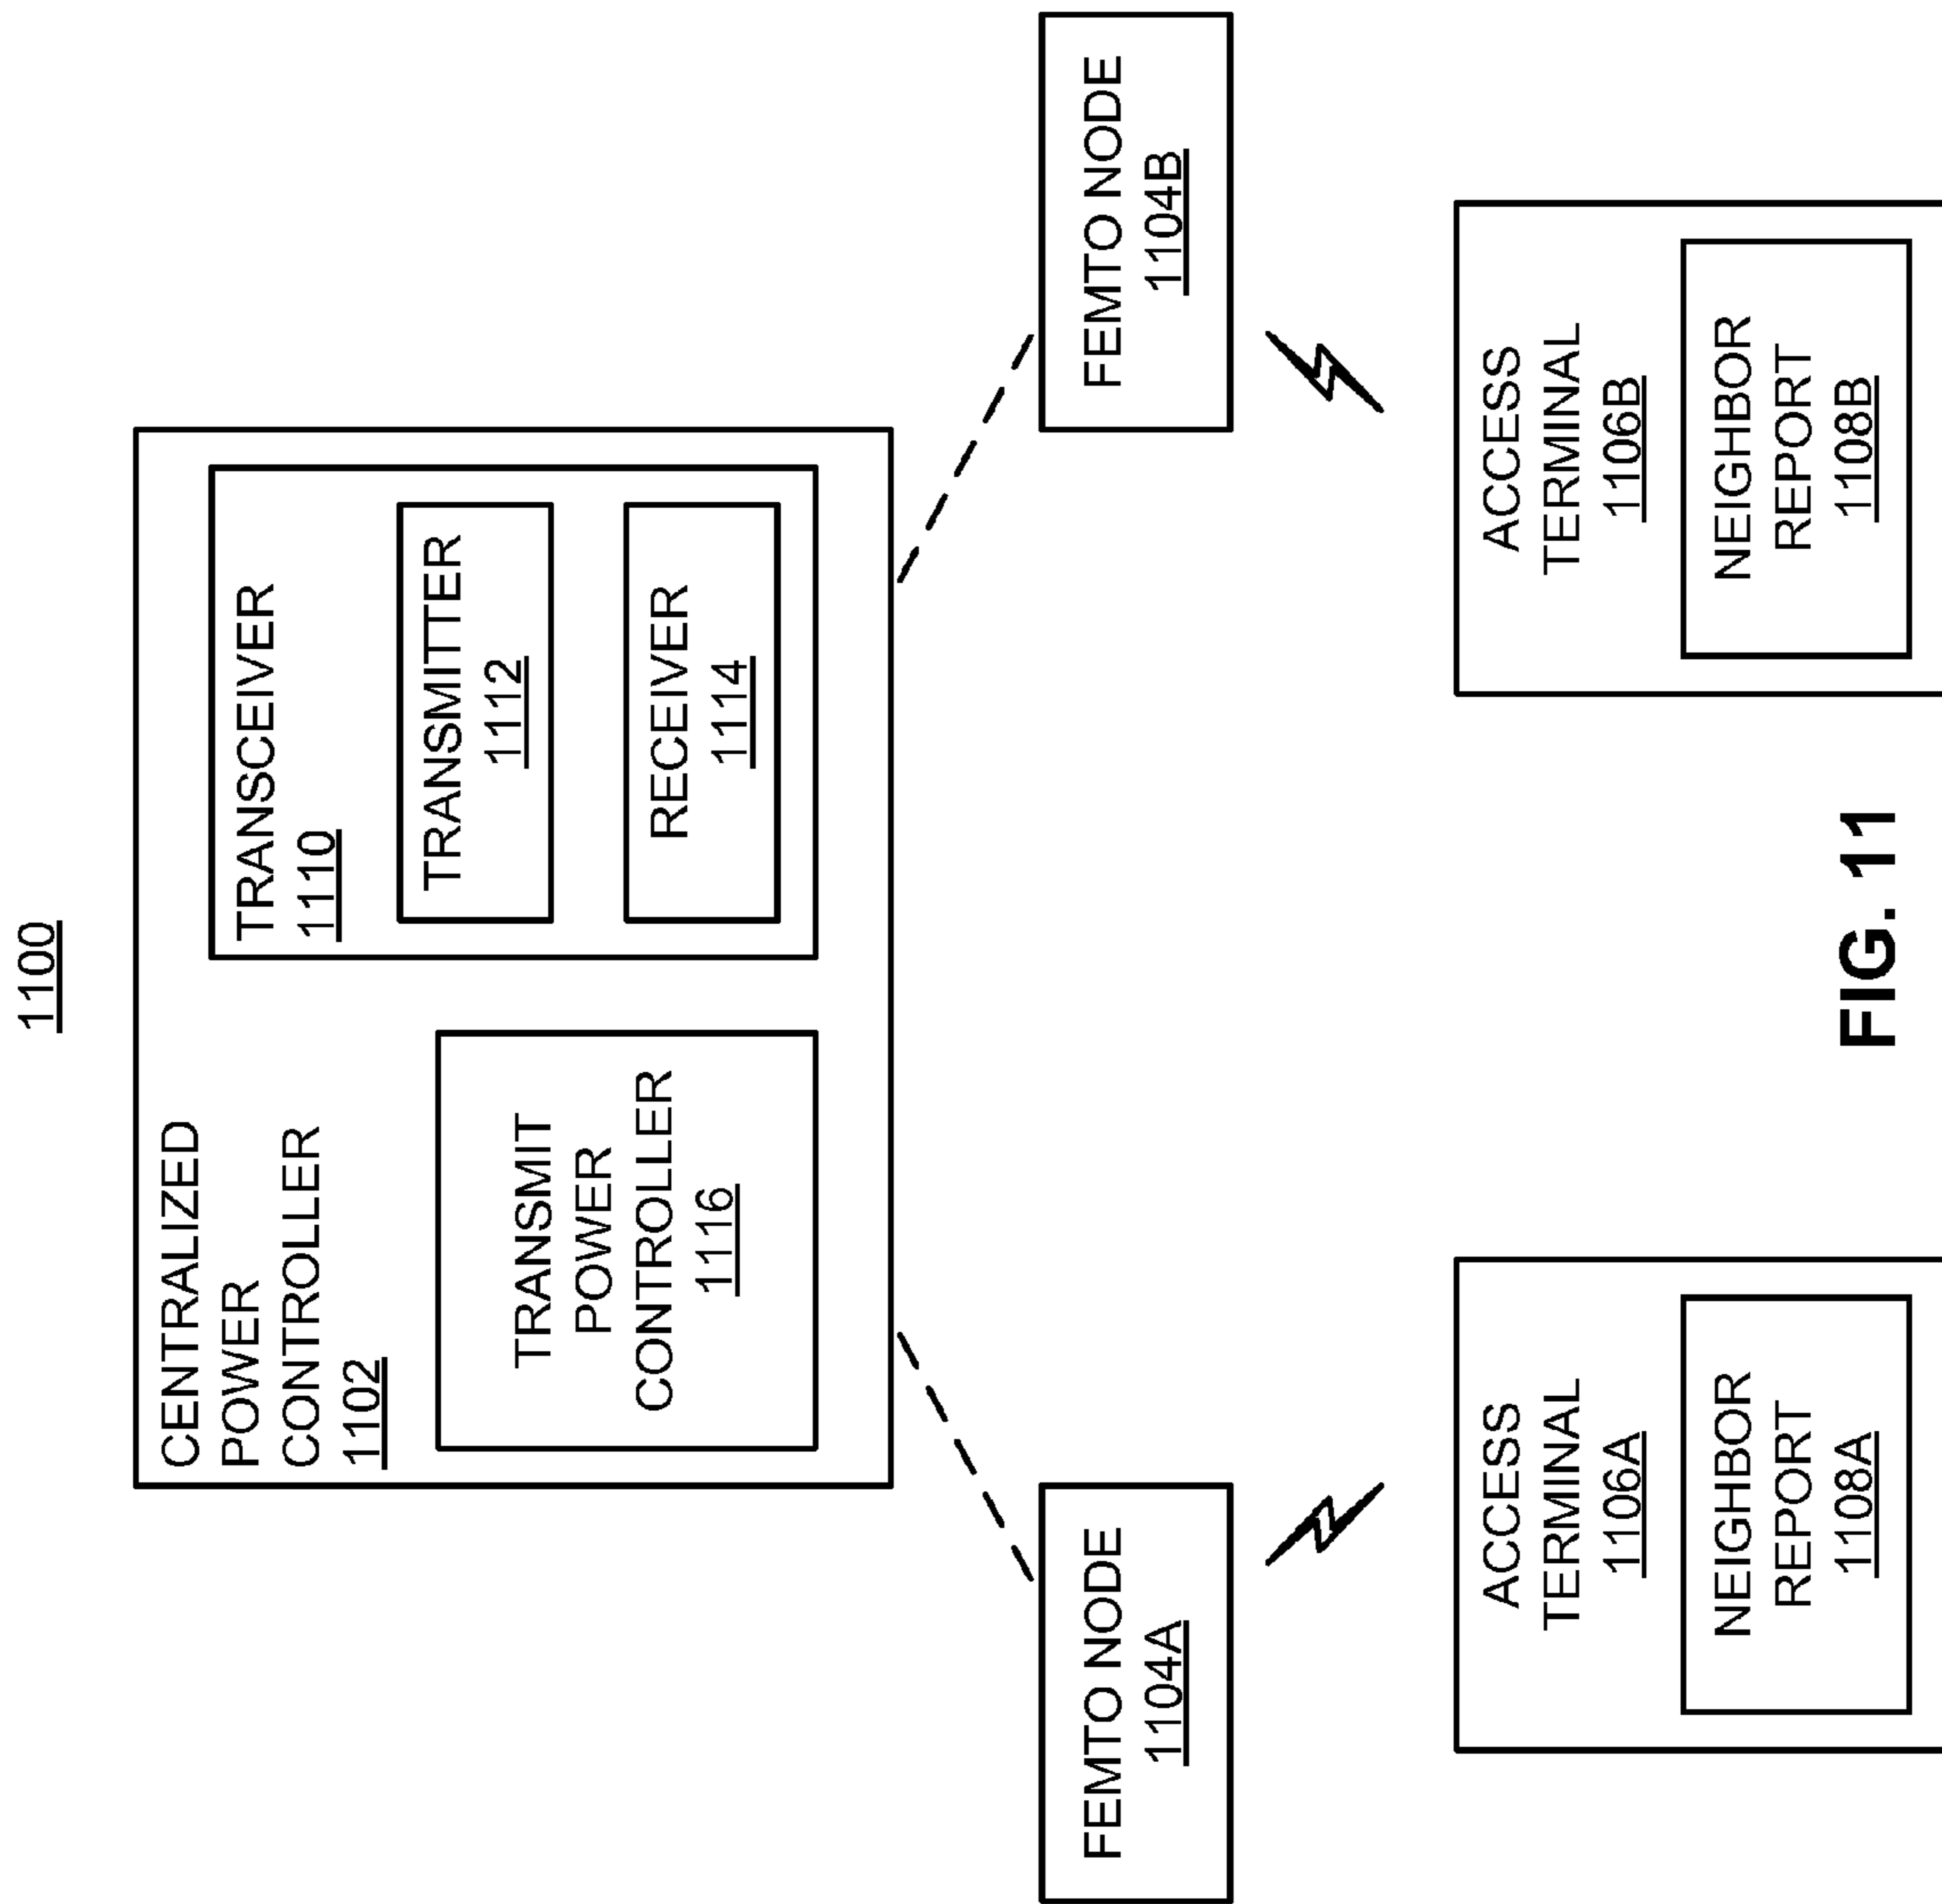 1100
CENTRALIZED
POWER
CONTROLLER
1102
TRANSMIT
POWER
CONTROLLER
1116
TRANSCEIVER
1110
TRANSMITTER
1112
RECEIVER
1114
FEMTO NODE
1104A
FEMTO NODE
1104B
ACCESS
TERMINAL
1106A
NEIGHBOR
REPORT
1108A
ACCESS
TERMINAL
1106B
NEIGHBOR
REPORT
1108B
FIG. 11